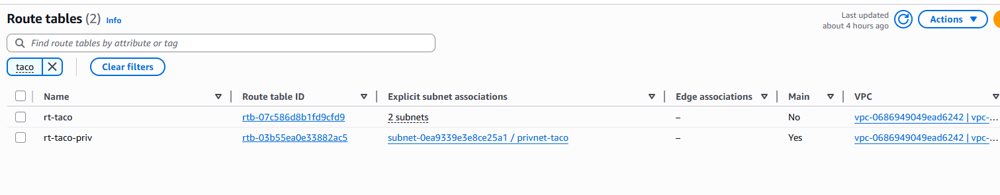 Route tables (2) Info
Last updated
about 4 hours ago
Actions
Find route tables by attribute or tag
taco
Clear filters
Name Route table ID Explicit subnet associations Edge associations Main VPC
rt-taco rtb-07c586d8b1fd9cfd9 2 subnets – No vpc-0686949049ead6242 | vpc-...
rt-taco-priv rtb-03b55ea0e33882ac5 subnet-0ea9339e3e8ce25a1 / privnet-taco – Yes vpc-0686949049ead6242 | vpc-...